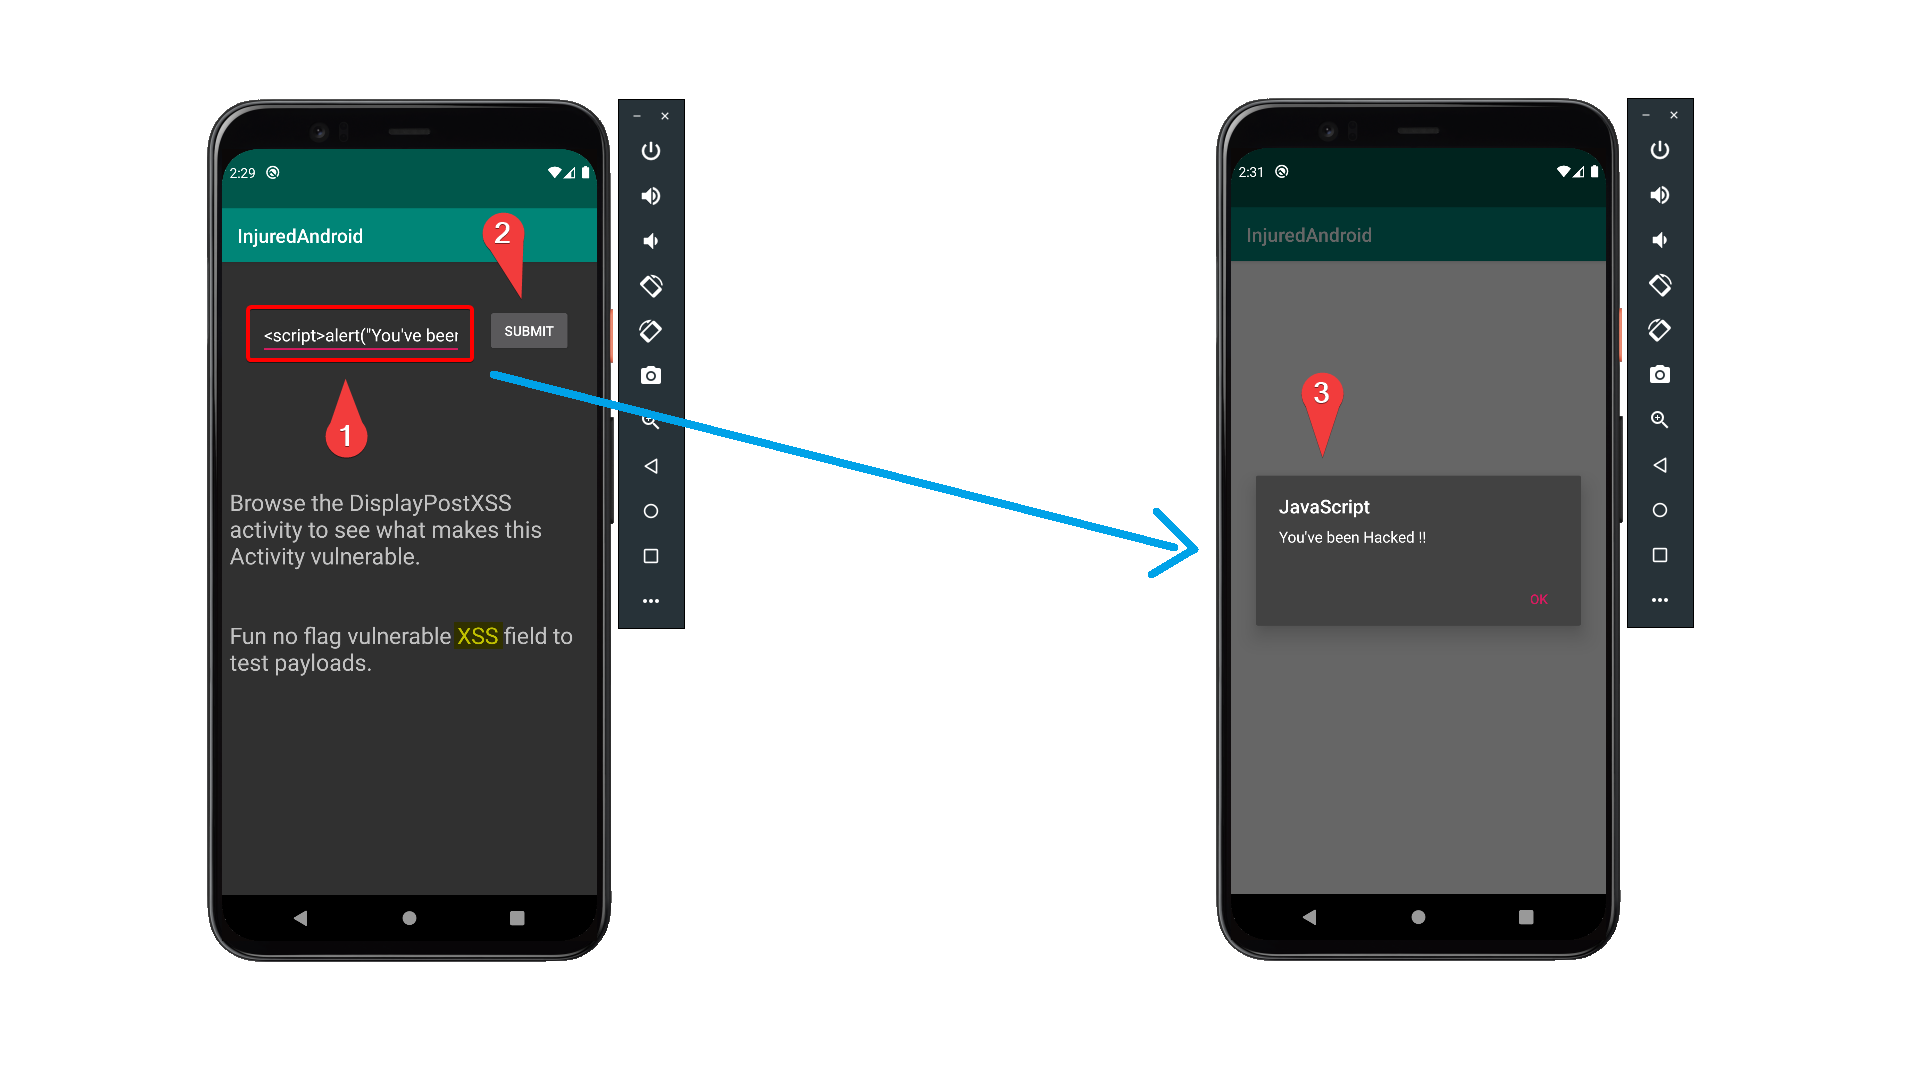 2:29
InjuredAndroid
2
<script>alert("You've beer
SUBMIT
1
Browse the DisplayPostXSS
activity to see what makes this
Activity vulnerable.
Fun no flag vulnerable XSS field to
test payloads.
2:31
InjuredAndroid
3
JavaScript
You've been Hacked !!
OK